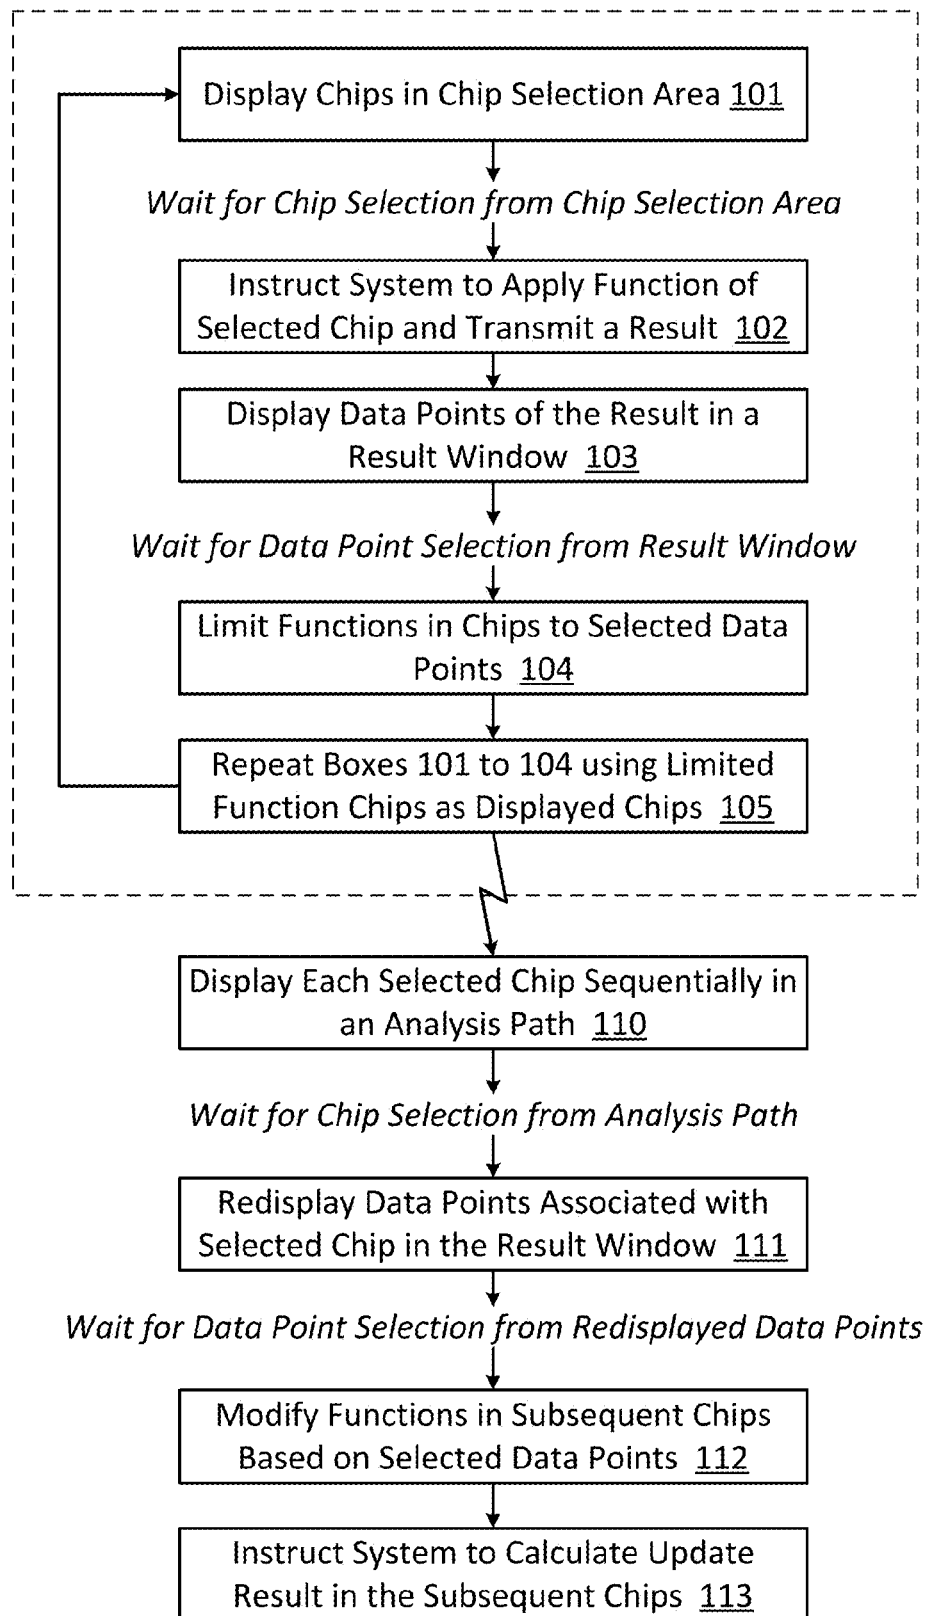 Display Chips in Chip Selection Area 101
Wait for Chip Selection from Chip Selection Area
Instruct System to Apply Function of
Selected Chip and Transmit a Result 102
Display Data Points of the Result in a
Result Window 103
Wait for Data Point Selection from Result Window
Limit Functions in Chips to Selected Data
Points 104
Repeat Boxes 101 to 104 using Limited
Function Chips as Displayed Chips 105
Display Each Selected Chip Sequentially in
an Analysis Path 110
Wait for Chip Selection from Analysis Path
Redisplay Data Points Associated with
Selected Chip in the Result Window 111
Wait for Data Point Selection from Redisplayed Data Points
Modify Functions in Subsequent Chips
Based on Selected Data Points 112
Instruct System to Calculate Update
Result in the Subsequent Chips 113